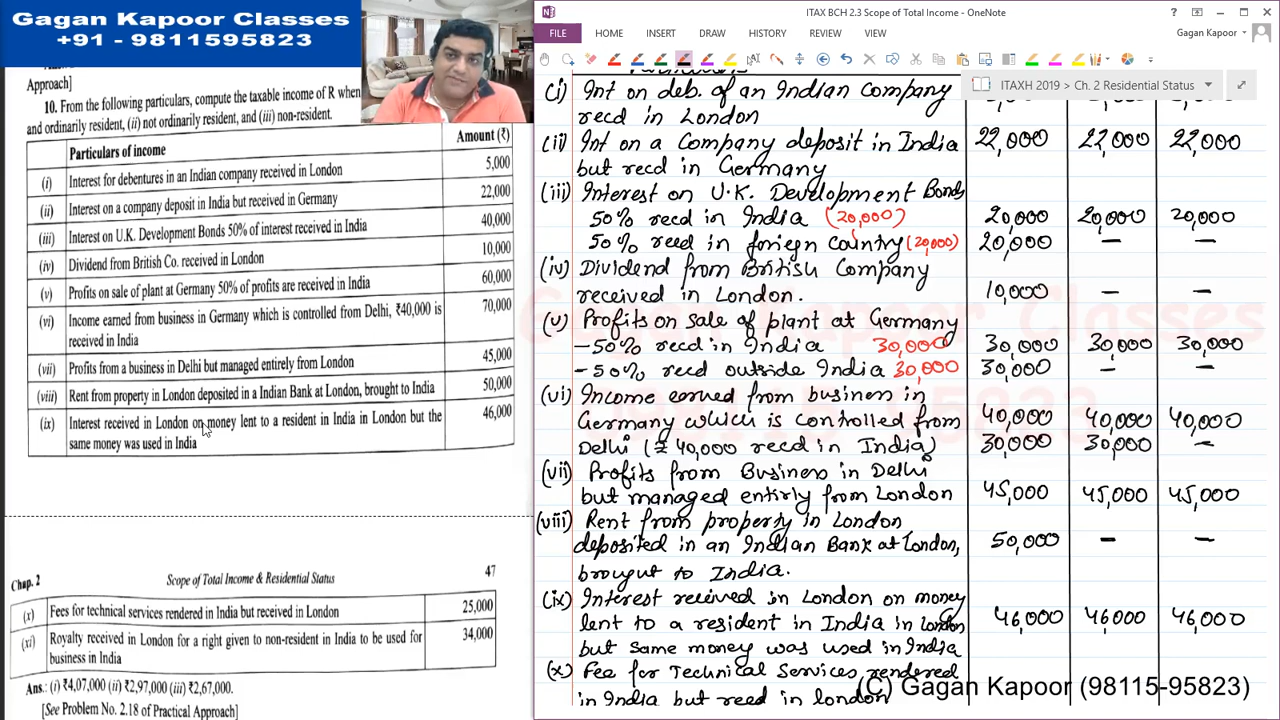 Gagan Kapoor Classes
+91 - 9811595823
Approach]
10. From the following particulars, compute the taxable income of R when
and ordinarily resident, (ii) not ordinarily resident, and (iii) non-resident.
Particulars of income Amount (₹)
(i) Interest for debentures in an Indian company received in London 5,000
(ii) Interest on a company deposit in India but received in Germany 22,000
(iii) Interest on U.K. Development Bonds 50% of interest received in India 40,000
(iv) Dividend from British Co. received in London 10,000
(v) Profits on sale of plant at Germany 50% of profits are received in India 60,000
(vi) Income earned from business in Germany which is controlled from Delhi, ₹40,000 is 70,000
received in India
(vii) Profits from a business in Delhi but managed entirely from London 45,000
(viii) Rent from property in London deposited in a Indian Bank at London, brought to India 50,000
(ix) Interest received in London on money lent to a resident in India in London but the 46,000
same money was used in India
Chap. 2 Scope of Total Income & Residential Status 47
(x) Fees for technical services rendered in India but received in London 25,000
(xi) Royalty received in London for a right given to non-resident in India to be used for 34,000
business in India
Ans.: (i) ₹4,07,000 (ii) ₹2,97,000 (iii) ₹2,67,000.
[See Problem No. 2.18 of Practical Approach]
ITAX BCH 2.3 Scope of Total Income - OneNote
FILE HOME INSERT DRAW HISTORY REVIEW VIEW
Gagan Kapoor
ITAXH 2019 > Ch. 2 Residential Status
(i) Int on deb. of an Indian Company
recd in London
(ii) Int on a Company deposit in India 22,000 22,000 22,000
but recd in Germany
(iii) Interest on U.K. Development Bonds
50% recd in India (20,000) 20,000 20,000 20,000
50% recd in foriegn country (20,000) 20,000 — —
(iv) Dividend from British Company
received in London. 10,000 — —
(v) Profits on sale of plant at Germany
-50% recd in India 30,000 30,000 30,000 30,000
-50% recd outside India 30,000 30,000 — —
(vi) Income earned from business in
Germany which is controlled from 40,000 40,000 40,000
Delhi (₹ 40,000 recd in India) 30,000 30,000 —
(vii) Profits from Business in Delhi
but managed entirly from London 45,000 45,000 45,000
(viii) Rent from property in London
deposited in an Indian Bank at London, 50,000 — —
brought to India.
(ix) Interest received in London on money
lent to a resident in India in London 46,000 46,000 46,000
but same money was used in India
(x) Fee for Technical Services rendered
in India but recd in london
(C) Gagan Kapoor (98115-95823)